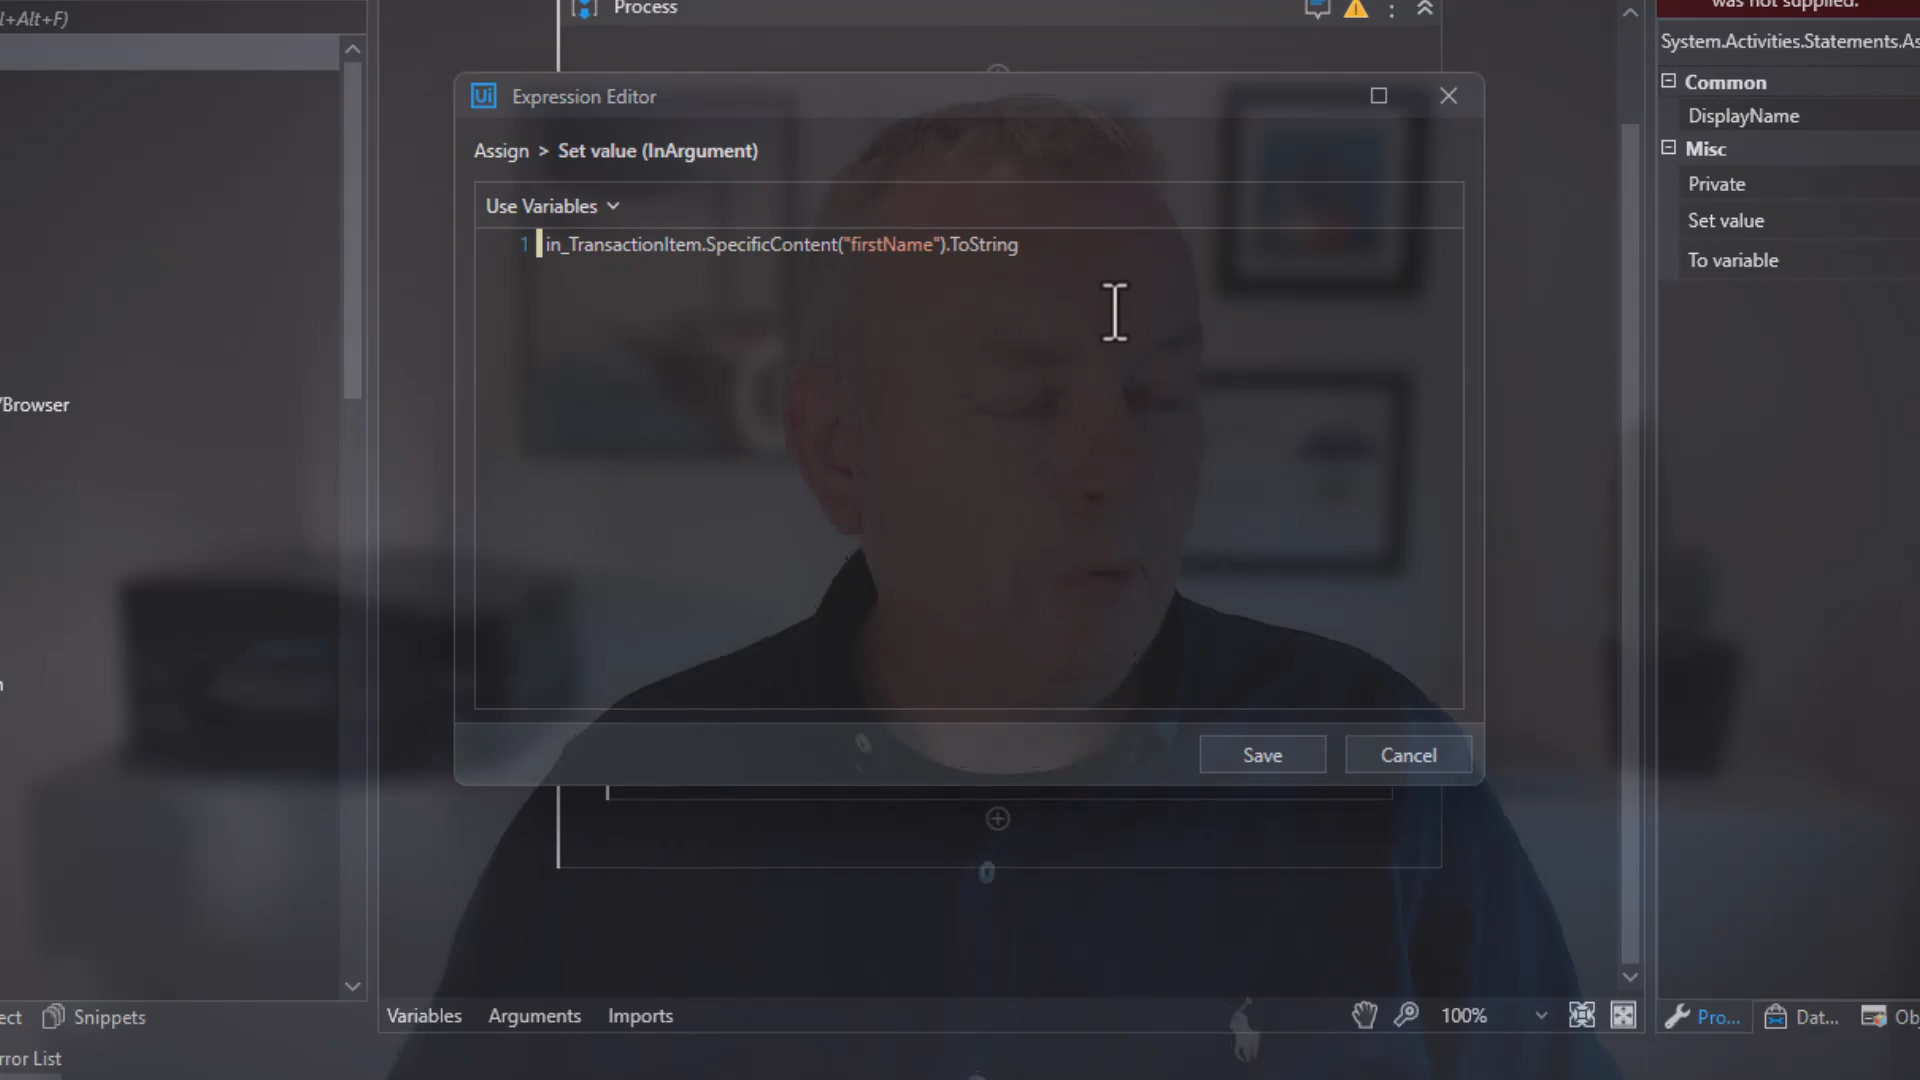 l+Alt+F)
Process
was not supplied.
System.Activities.Statements.As
Common
DisplayName
Misc
Private
Set value
To variable
Ui Expression Editor
Assign > Set value (InArgument)
Use Variables
1 in_TransactionItem.SpecificContent("firstName").ToString
Save Cancel
/Browser
n
Variables Arguments Imports
100%
ect Snippets
rror List
Pro... Dat... Ob